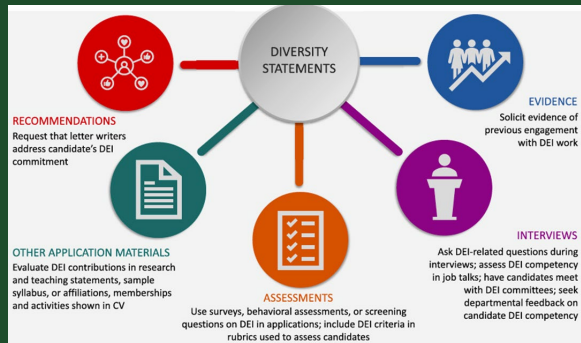 DIVERSITY
STATEMENTS
RECOMMENDATIONS
Request that letter writers
address candidate's DEI
commitment
EVIDENCE
Solicit evidence of
previous engagement
with DEI work
OTHER APPLICATION MATERIALS
Evaluate DEI contributions in research
and teaching statements, sample
syllabus, or affiliations, memberships
and activities shown in CV
ASSESSMENTS
Use surveys, behavioral assessments, or screening
questions on DEI in applications; include DEI criteria in
rubrics used to assess candidates
INTERVIEWS
Ask DEI-related questions during
interviews; assess DEI competency
in job talks; have candidates meet
with DEI committees; seek
departmental feedback on
candidate DEI competency